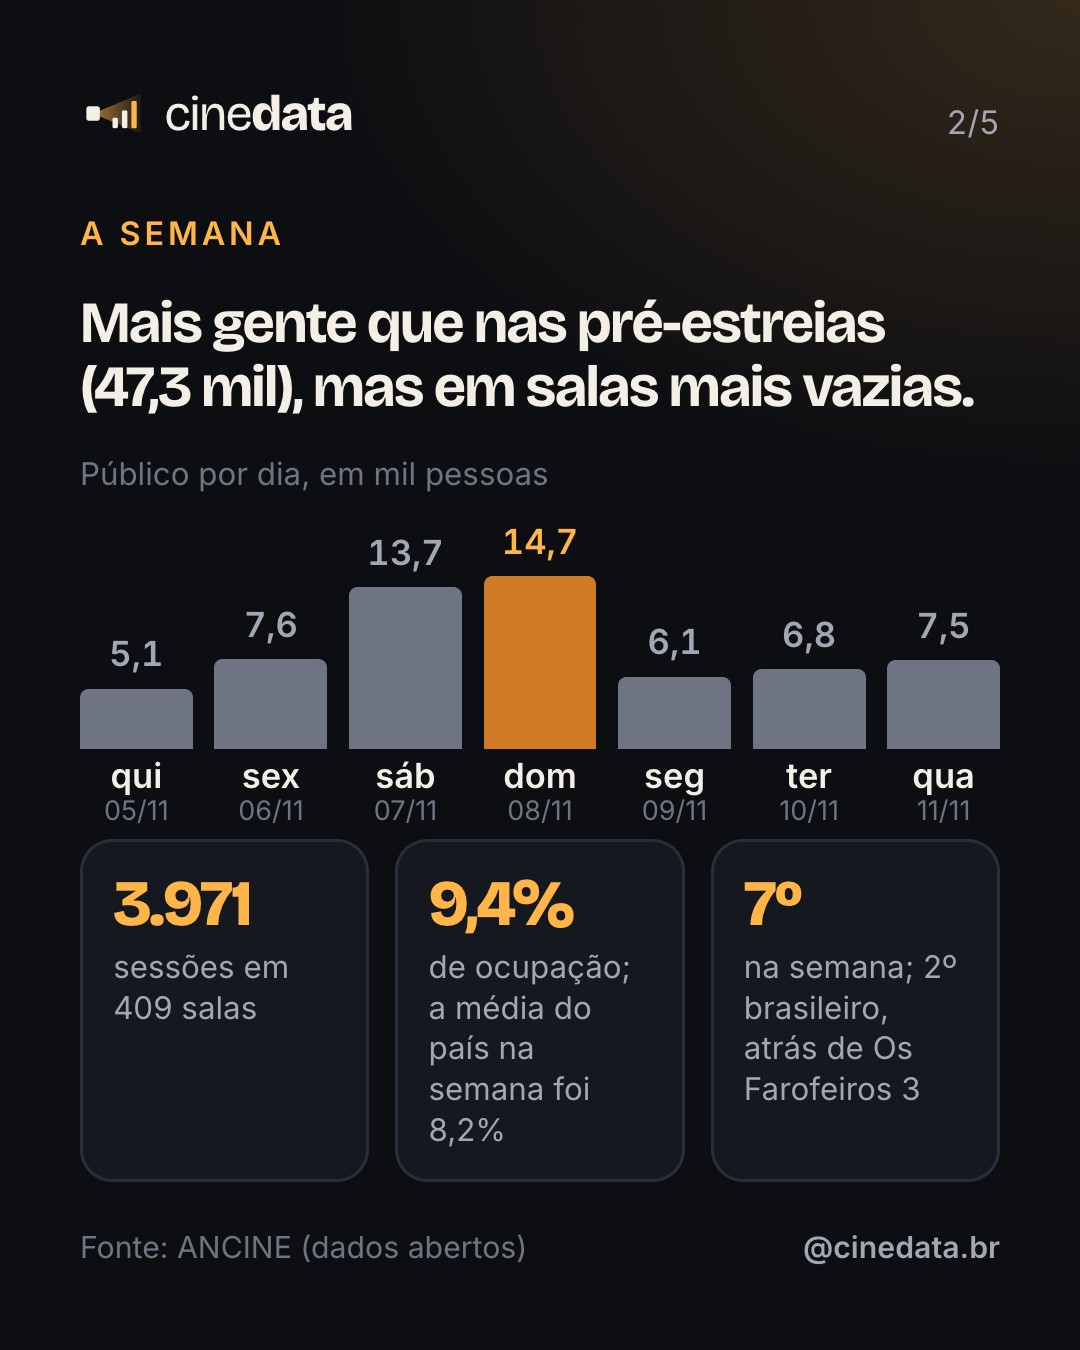 cinedata
2/5
A SEMANA
Mais gente que nas pré-estreias
(47,3 mil), mas em salas mais vazias.
Público por dia, em mil pessoas
5,1
7,6
13,7
14,7
6,1
6,8
7,5
qui
05/11
sex
06/11
sáb
07/11
dom
08/11
seg
09/11
ter
10/11
qua
11/11
3.971
sessões em
409 salas
9,4%
de ocupação;
a média do
país na
semana foi
8,2%
7º
na semana; 2º
brasileiro,
atrás de Os
Farofeiros 3
Fonte: ANCINE (dados abertos)
@cinedata.br